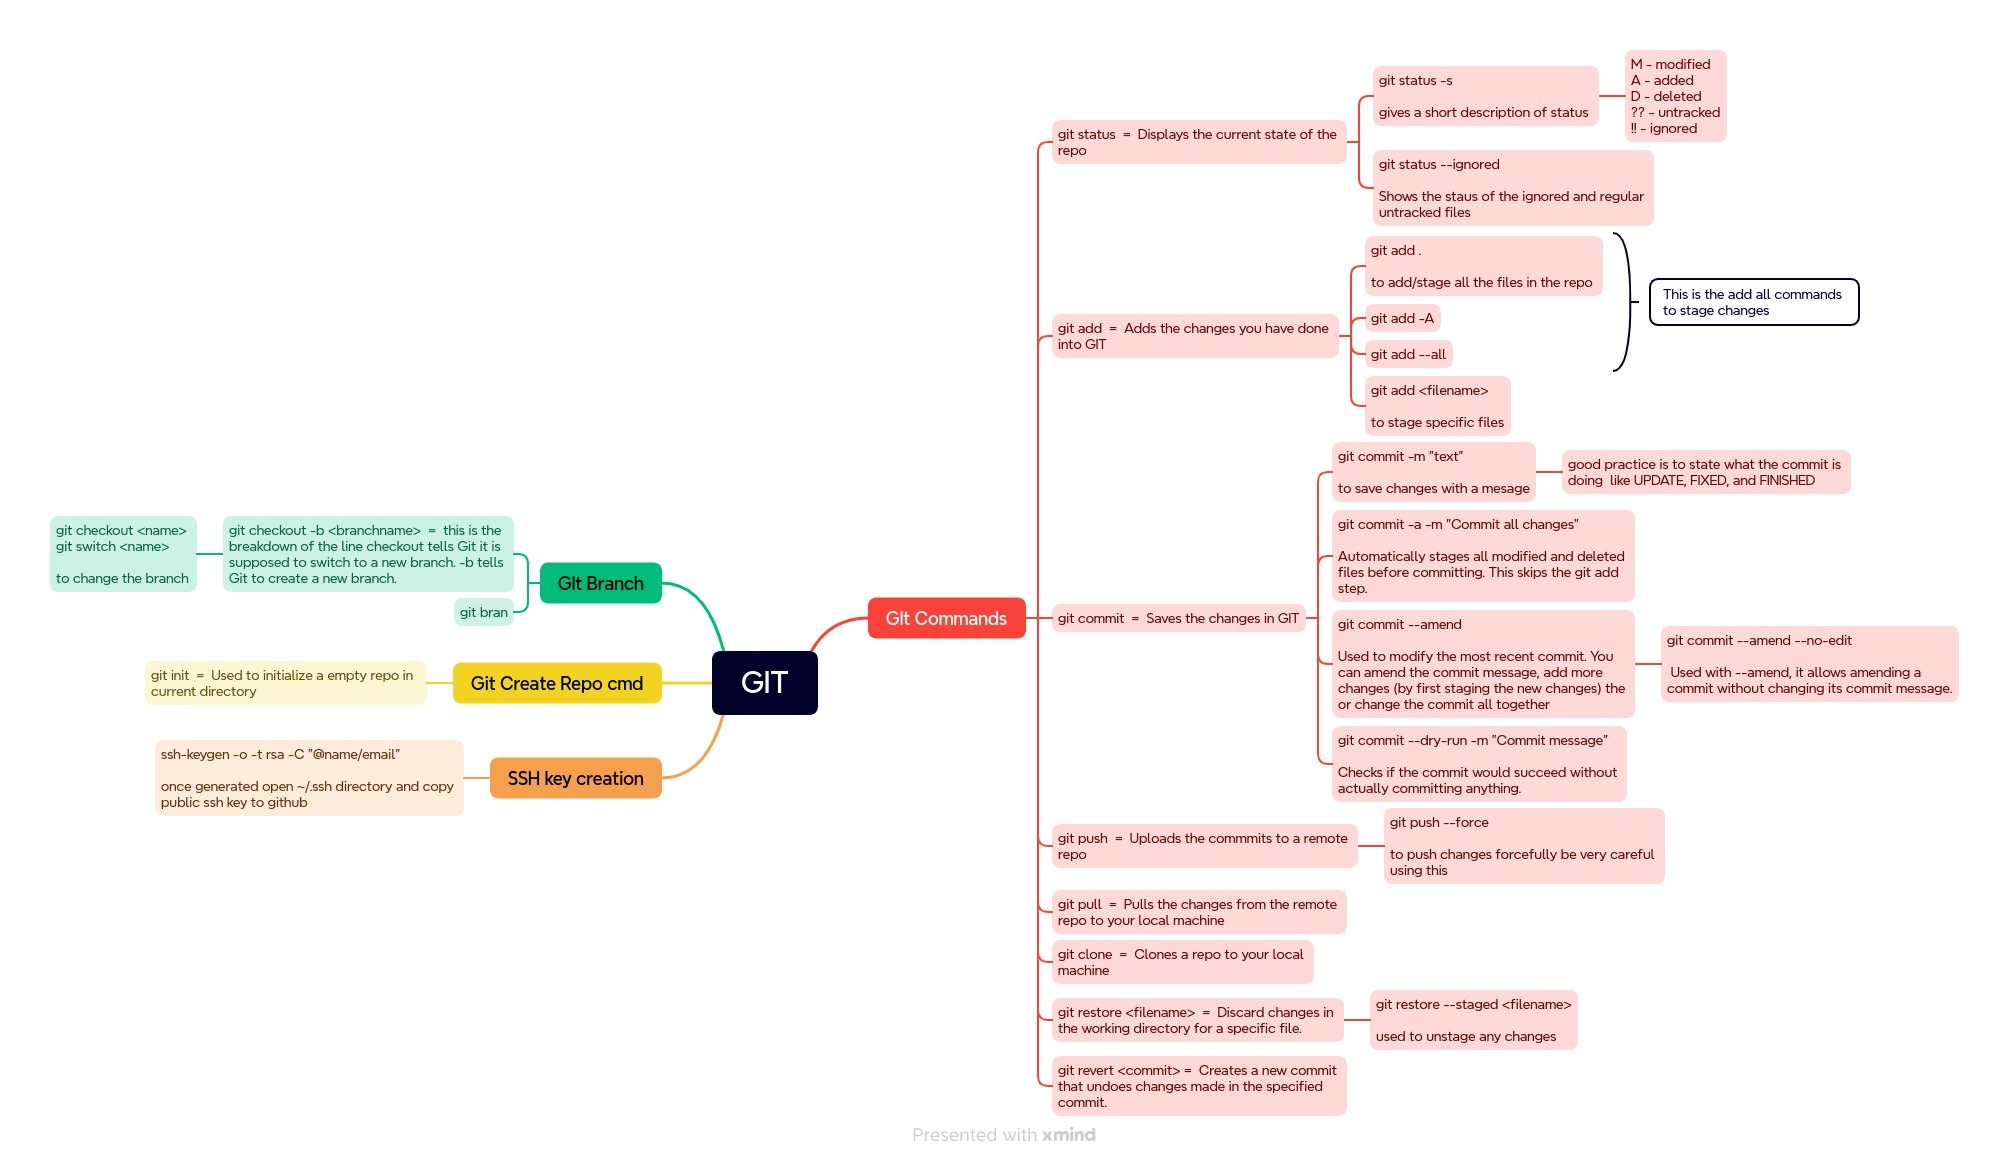 GIT
GIt Commands
git status  =  Displays the current state of the
repo
git status -s
gives a short description of status
M - modified
A - added
D - deleted
?? - untracked
!! - ignored
git status --ignored
Shows the staus of the ignored and regular
untracked files
git add  =  Adds the changes you have done
into GIT
git add .
to add/stage all the files in the repo
git add -A
git add --all
git add <filename>
to stage specific files
This is the add all commands
to stage changes
git commit  =  Saves the changes in GIT
git commit -m "text"
to save changes with a mesage
good practice is to state what the commit is
doing  like UPDATE, FIXED, and FINISHED
git commit -a -m "Commit all changes"
Automatically stages all modified and deleted
files before committing. This skips the git add
step.
git commit --amend
Used to modify the most recent commit. You
can amend the commit message, add more
changes (by first staging the new changes) the
or change the commit all together
git commit --amend --no-edit
Used with --amend, it allows amending a
commit without changing its commit message.
git commit --dry-run -m "Commit message"
Checks if the commit would succeed without
actually committing anything.
git push  =  Uploads the commmits to a remote
repo
git push --force
to push changes forcefully be very careful
using this
git pull  =  Pulls the changes from the remote
repo to your local machine
git clone  =  Clones a repo to your local
machine
git restore <filename>  =  Discard changes in
the working directory for a specific file.
git restore --staged <filename>
used to unstage any changes
git revert <commit> =  Creates a new commit
that undoes changes made in the specified
commit.
GIt Branch
git checkout -b <branchname>  =  this is the
breakdown of the line checkout tells Git it is
supposed to switch to a new branch. -b tells
Git to create a new branch.
git checkout <name>
git switch <name>
to change the branch
git bran
Git Create Repo cmd
git init  =  Used to initialize a empty repo in
current directory
SSH key creation
ssh-keygen -o -t rsa -C "@name/email"
once generated open ~/.ssh directory and copy
public ssh key to github
Presented with xmind